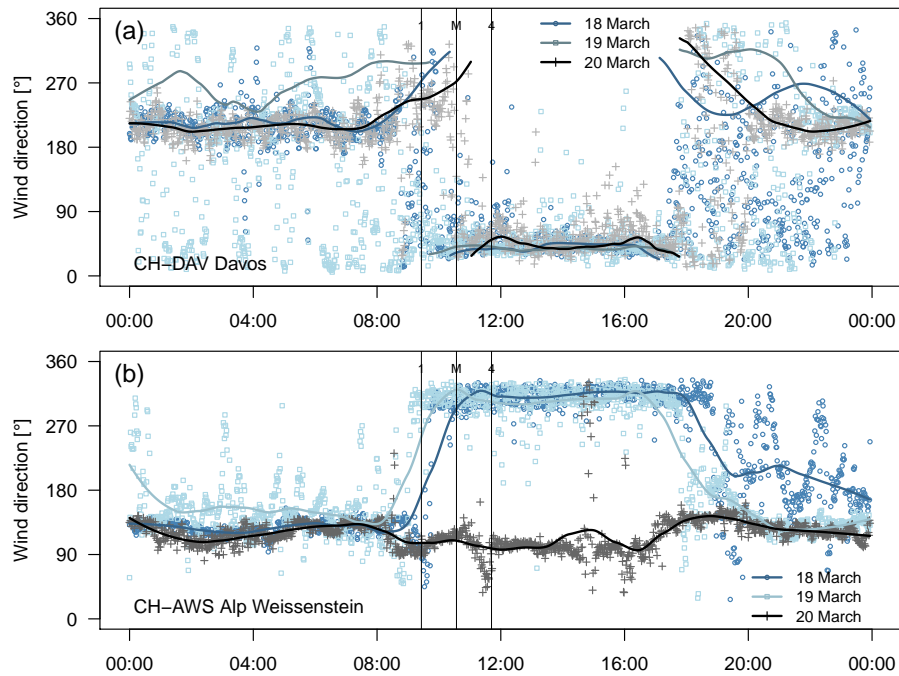 (a)
1 M 4
18 March
19 March
20 March
Wind direction [°]
360
270
180
90
0
CH−DAV Davos
00:00 04:00 08:00 12:00 16:00 20:00 00:00
(b)
1 M 4
Wind direction [°]
360
270
180
90
0
18 March
19 March
20 March
CH−AWS Alp Weissenstein
00:00 04:00 08:00 12:00 16:00 20:00 00:00